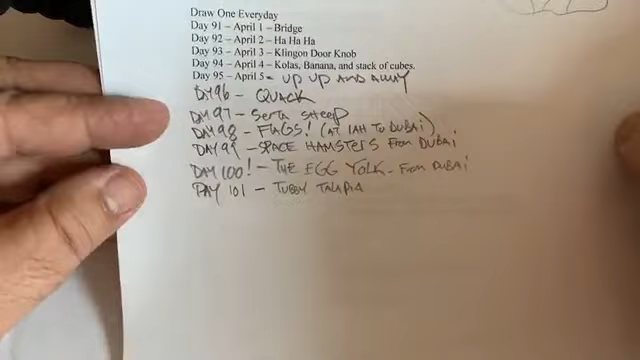 Draw One Everyday
Day 91 – April 1 – Bridge
Day 92 – April 2 – Ha Ha Ha
Day 93 – April 3 – Klingon Door Knob
Day 94 – April 4 – Kolas, Banana, and stack of cubes.
Day 95 – April 5 – UP UP AND AWAY
DAY 96 – QUACK
DAY 97 – Serta SHEEP
DAY 98 – FLAGS! (AT IAH TO DUBAi)
DAY 99 – SPACE HAMSTERS FROM DUBAi
DAY 100! – THE EGG YOLK – FROM DUBAi
DAY 101 – TUBBY TALAPIA